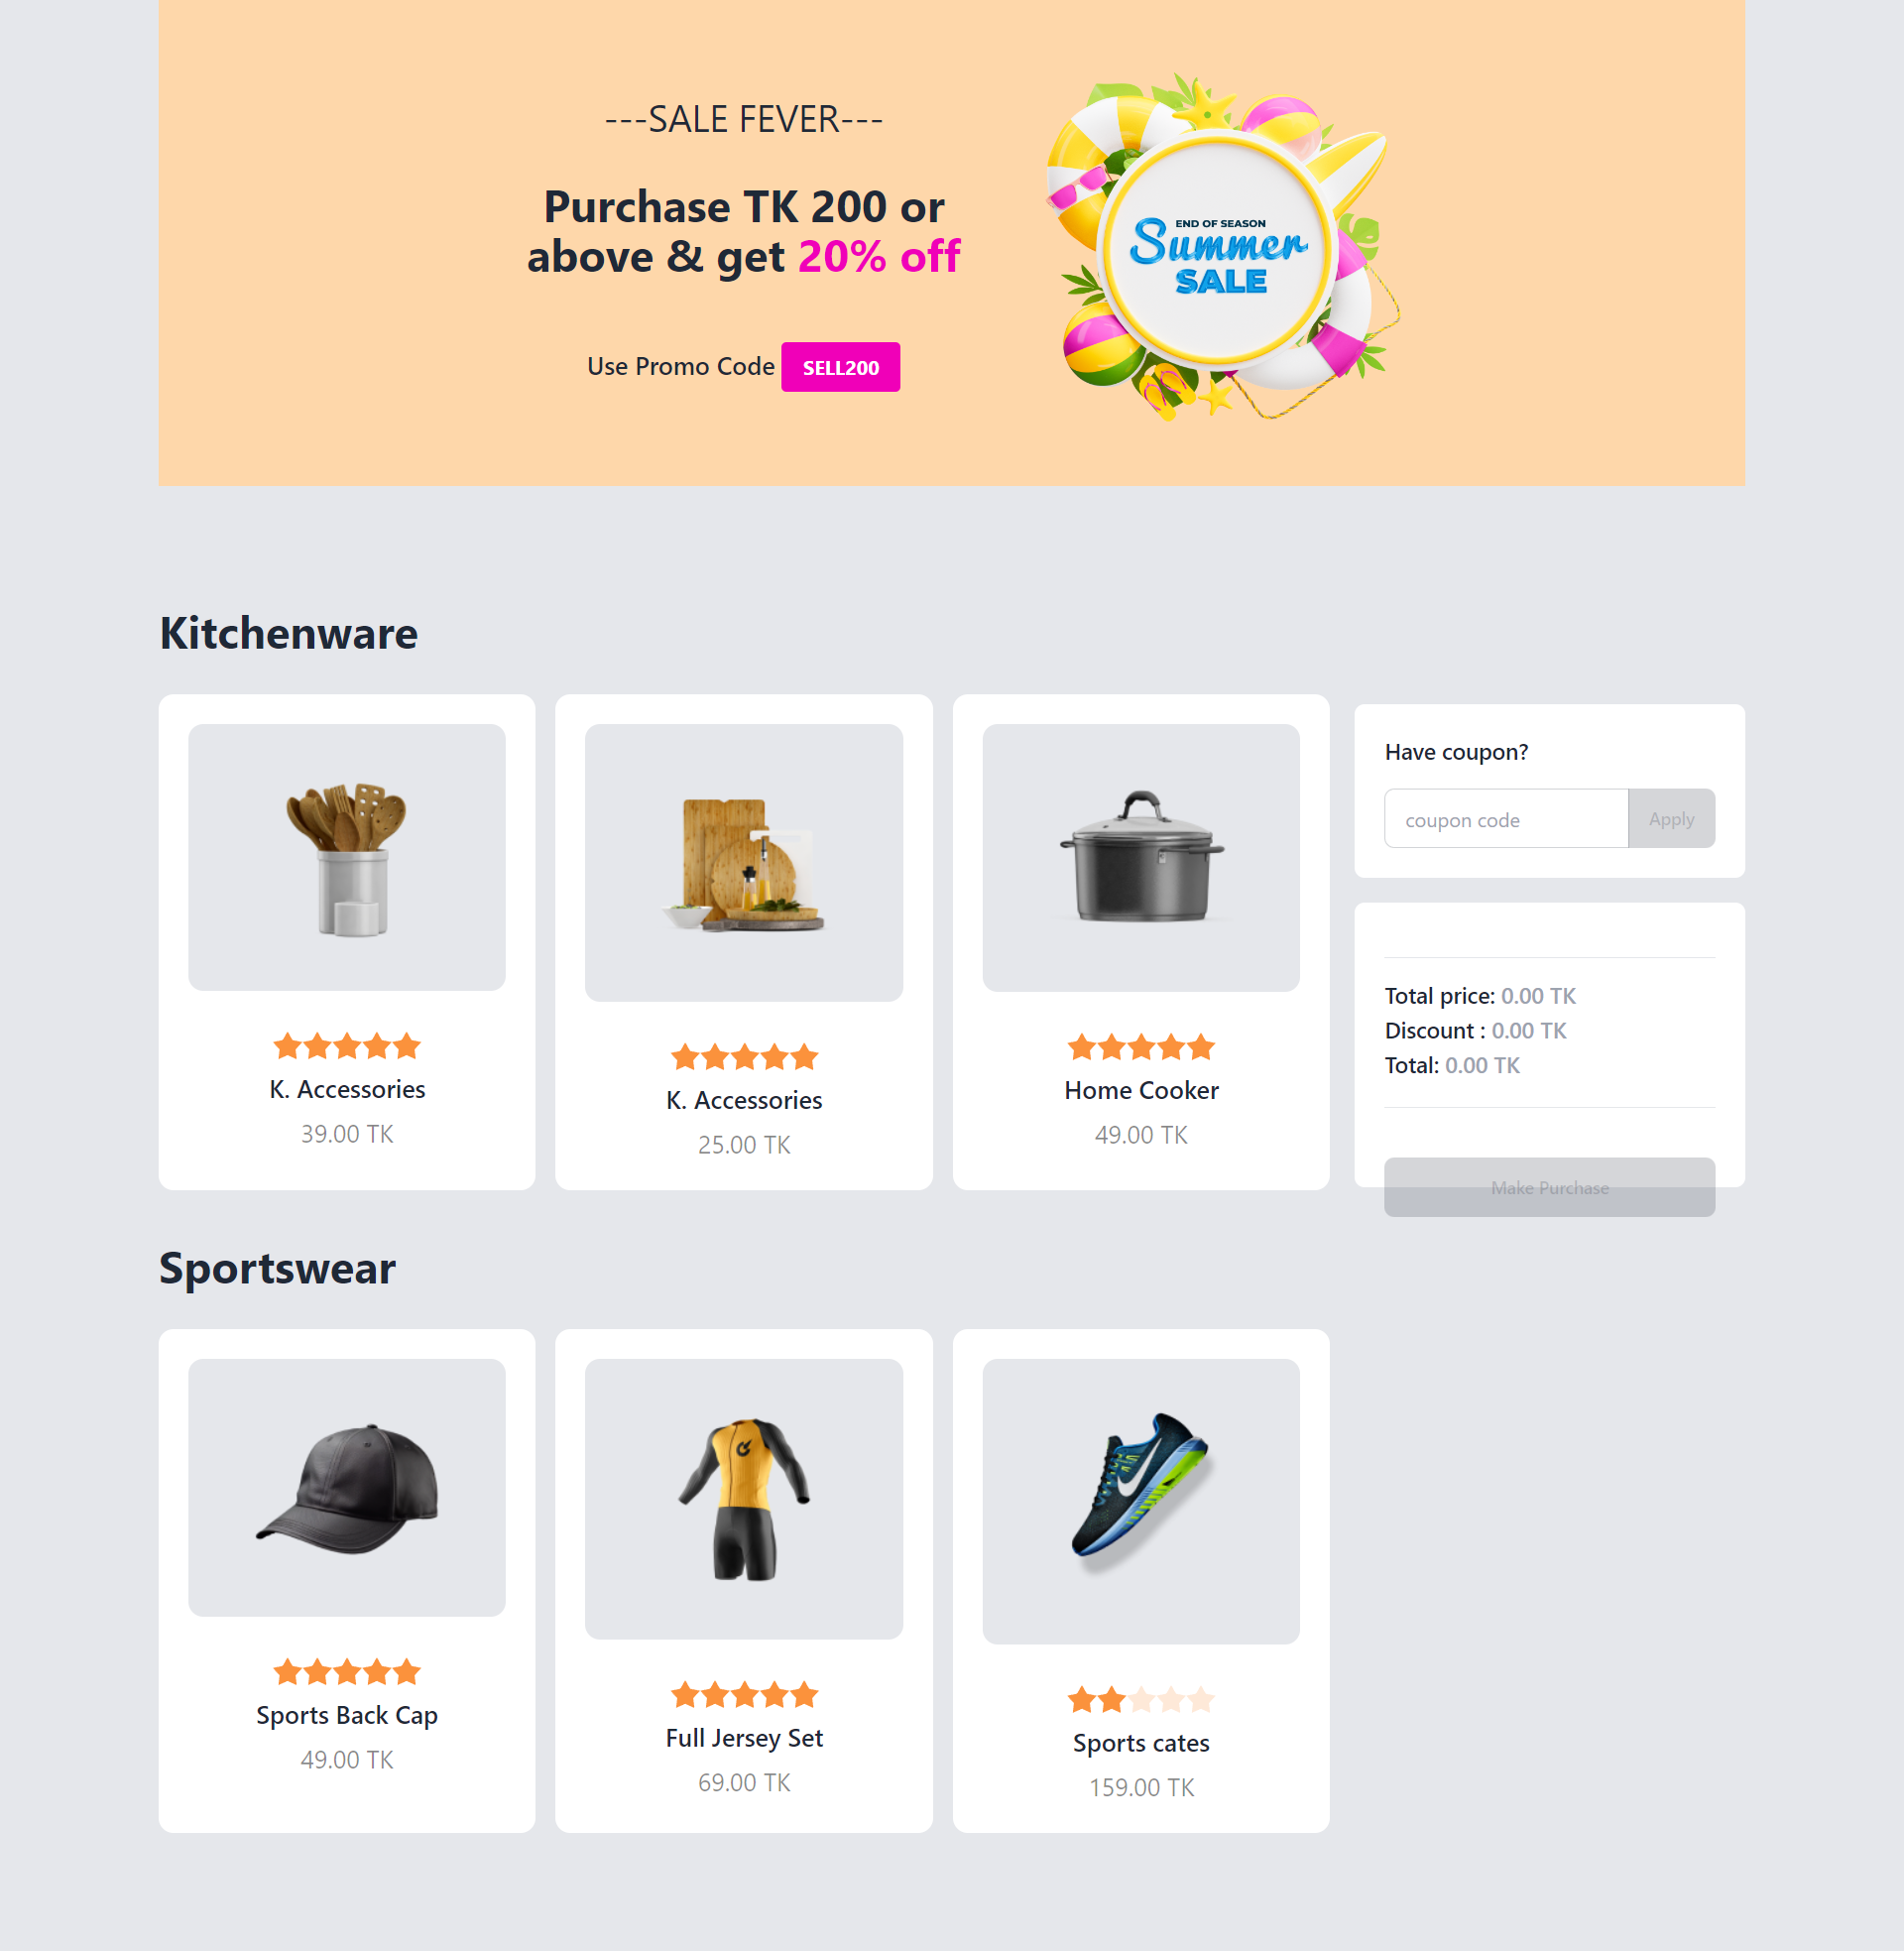 ---SALE FEVER---
Purchase TK 200 or
above & get 20% off
Use Promo Code SELL200
END OF SEASON
Summer
SALE
Kitchenware
K. Accessories
39.00 TK
K. Accessories
25.00 TK
Home Cooker
49.00 TK
Have coupon?
coupon code Apply
Total price: 0.00 TK
Discount : 0.00 TK
Total: 0.00 TK
Make Purchase
Sportswear
Sports Back Cap
49.00 TK
Full Jersey Set
69.00 TK
Sports cates
159.00 TK